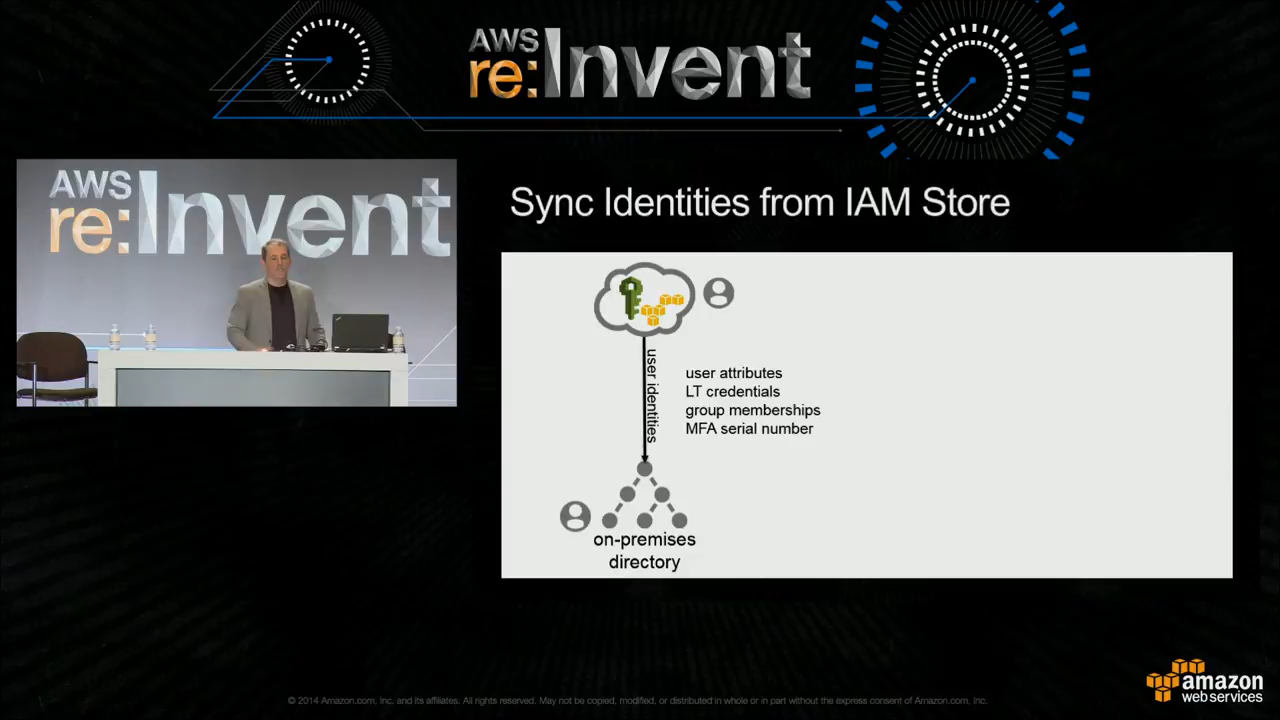 AWS
re:Invent
AWS
re:Invent
Sync Identities from IAM Store
user identities
user attributes
LT credentials
group memberships
MFA serial number
on-premises
directory
© 2014 Amazon.com, Inc. and its affiliates. All rights reserved. May not be copied, modified, or distributed in whole or in part without the express consent of Amazon.com, Inc.
amazon
web services